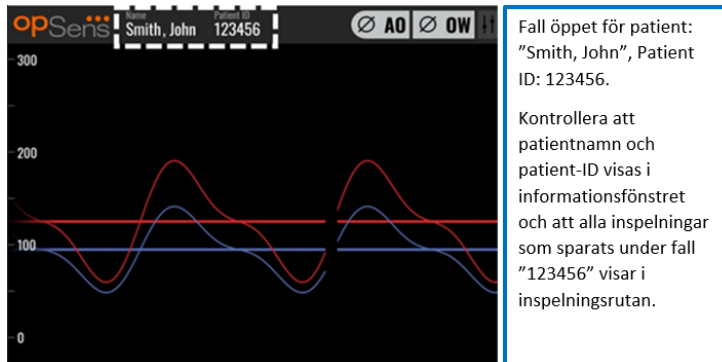 opSens
Name Patient ID
Smith, John 123456
Ø AO Ø OW
300
200
100
0
Fall öppet för patient:
”Smith, John”, Patient
ID: 123456.
Kontrollera att
patientnamn och
patient-ID visas i
informationsfönstret
och att alla inspelningar
som sparats under fall
”123456” visar i
inspelningsrutan.